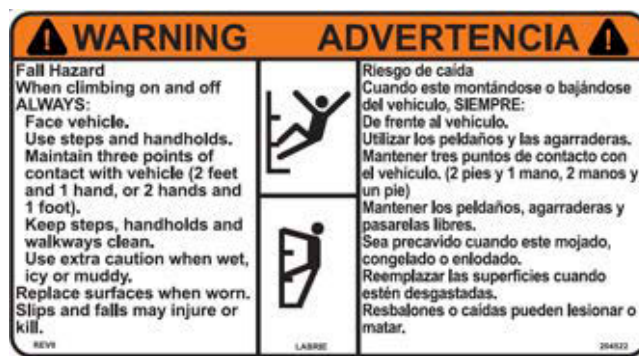 WARNING
ADVERTENCIA
Fall Hazard
When climbing on and off
ALWAYS:
Face vehicle.
Use steps and handholds.
Maintain three points of
contact with vehicle (2 feet
and 1 hand, or 2 hands and
1 foot).
Keep steps, handholds and
walkways clean.
Use extra caution when wet,
icy or muddy.
Replace surfaces when worn.
Slips and falls may injure or
kill.
REV0
LABRIE
Riesgo de caída
Cuando este montándose o bajándose
del vehículo, SIEMPRE:
De frente al vehículo.
Utilizar los peldaños y las agarraderas.
Mantener tres puntos de contacto con
el vehículo. (2 pies y 1 mano, 2 manos y
un pie)
Mantener los peldaños, agarraderas y
pasarelas libres.
Sea precavido cuando este mojado,
congelado o enlodado.
Reemplazar las superficies cuando
estén desgastadas.
Resbalones o caídas pueden lesionar o
matar.
204522